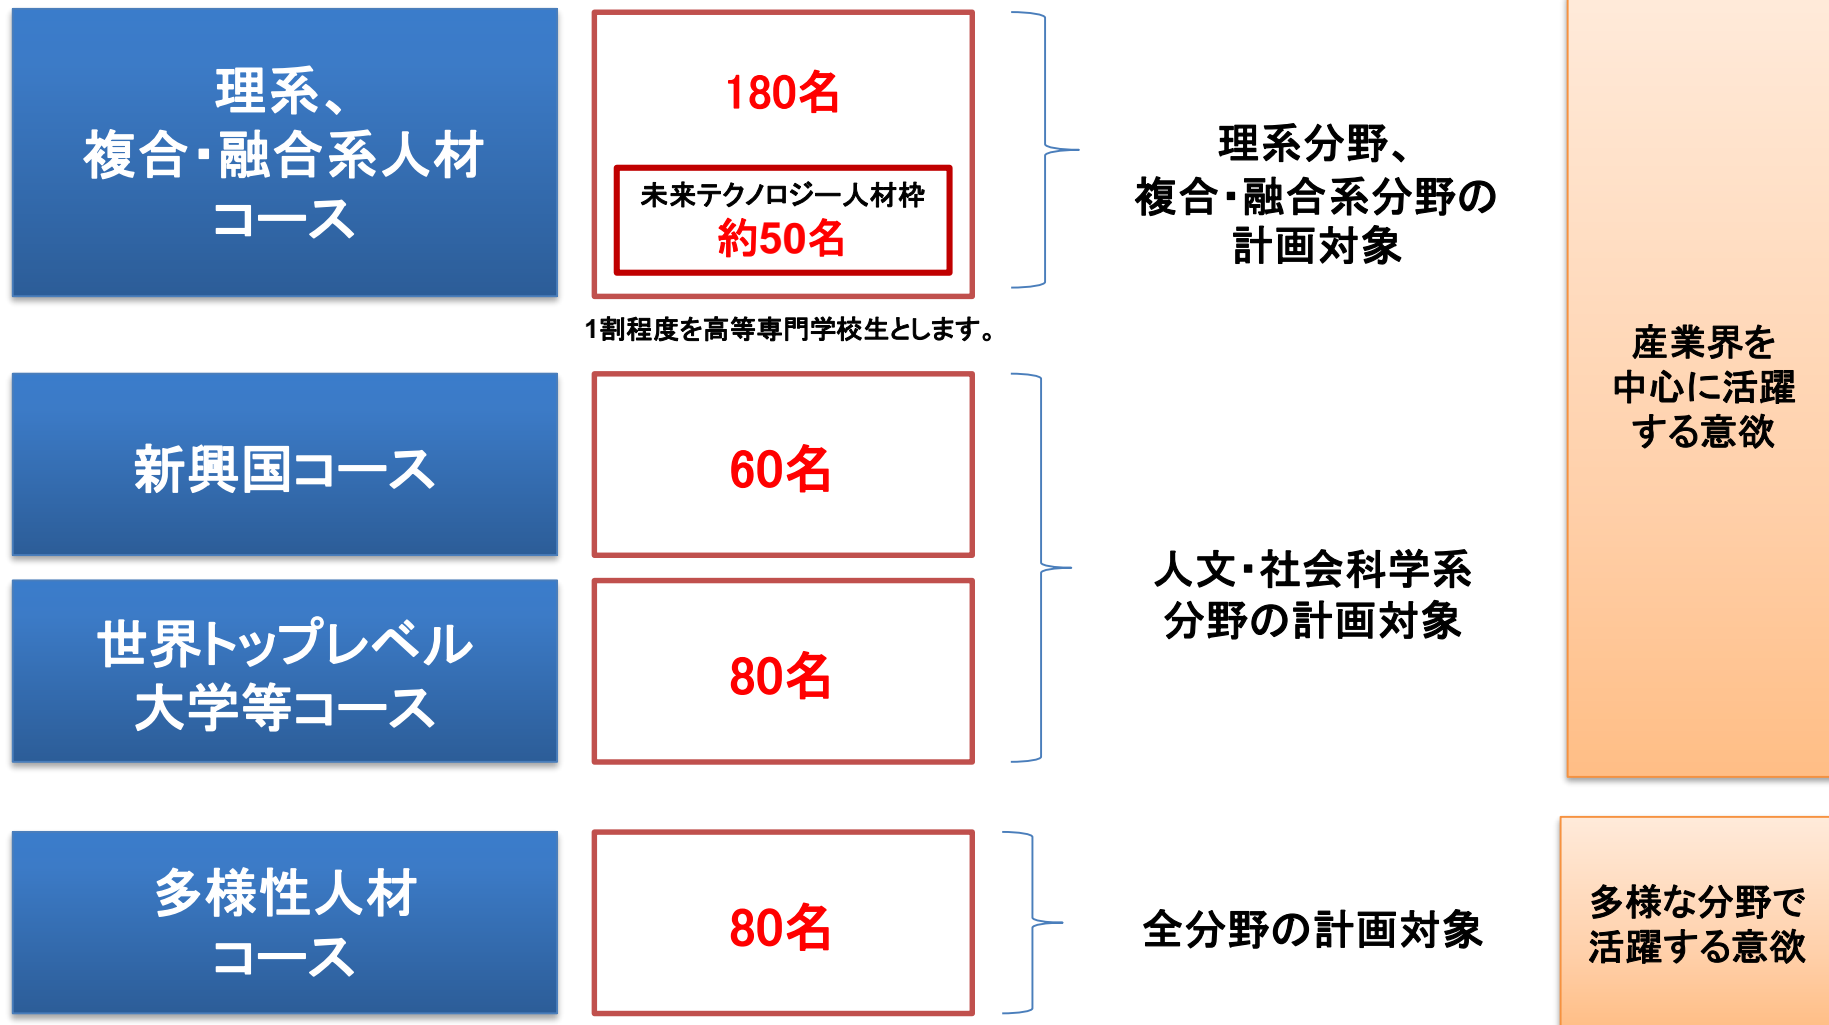 理系、
複合・融合系人材
コース
180名
未来テクノロジー人材枠
約50名
1割程度を高等専門学校生とします。
理系分野、
複合・融合系分野の
計画対象
新興国コース
60名
世界トップレベル
大学等コース
80名
人文・社会科学系
分野の計画対象
産業界を
中心に活躍
する意欲
多様性人材
コース
80名
全分野の計画対象
多様な分野で
活躍する意欲